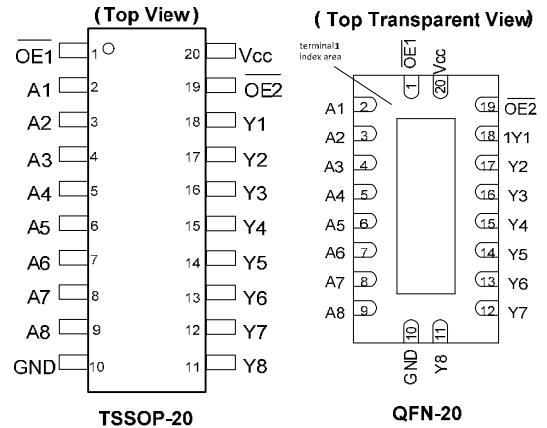 (Top View)
OE1 1 20 Vcc
A1 2 19 OE2
A2 3 18 Y1
A3 4 17 Y2
A4 5 16 Y3
A5 6 15 Y4
A6 7 14 Y5
A7 8 13 Y6
A8 9 12 Y7
GND 10 11 Y8
TSSOP-20
(Top Transparent View)
terminal1
index area
OE1 Vcc
1 20
A1 2 19 OE2
A2 3 18 1Y1
A3 4 17 Y2
A4 5 16 Y3
A5 6 15 Y4
A6 7 14 Y5
A7 8 13 Y6
A8 9 12 Y7
10 11
GND Y8
QFN-20